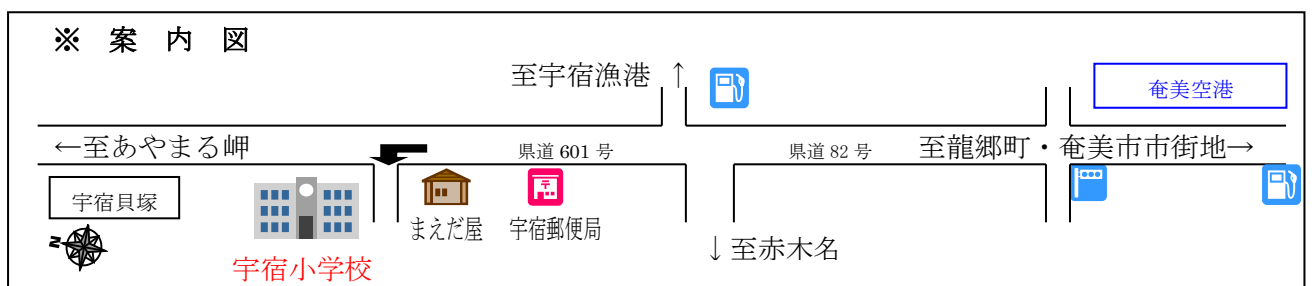 ※ 案 内 図
至宇宿漁港 ↑
奄美空港
←至あやまる岬
県道 601 号
県道 82 号
至龍郷町・奄美市市街地→
宇宿貝塚
まえだ屋
宇宿郵便局
N
宇宿小学校
↓至赤木名